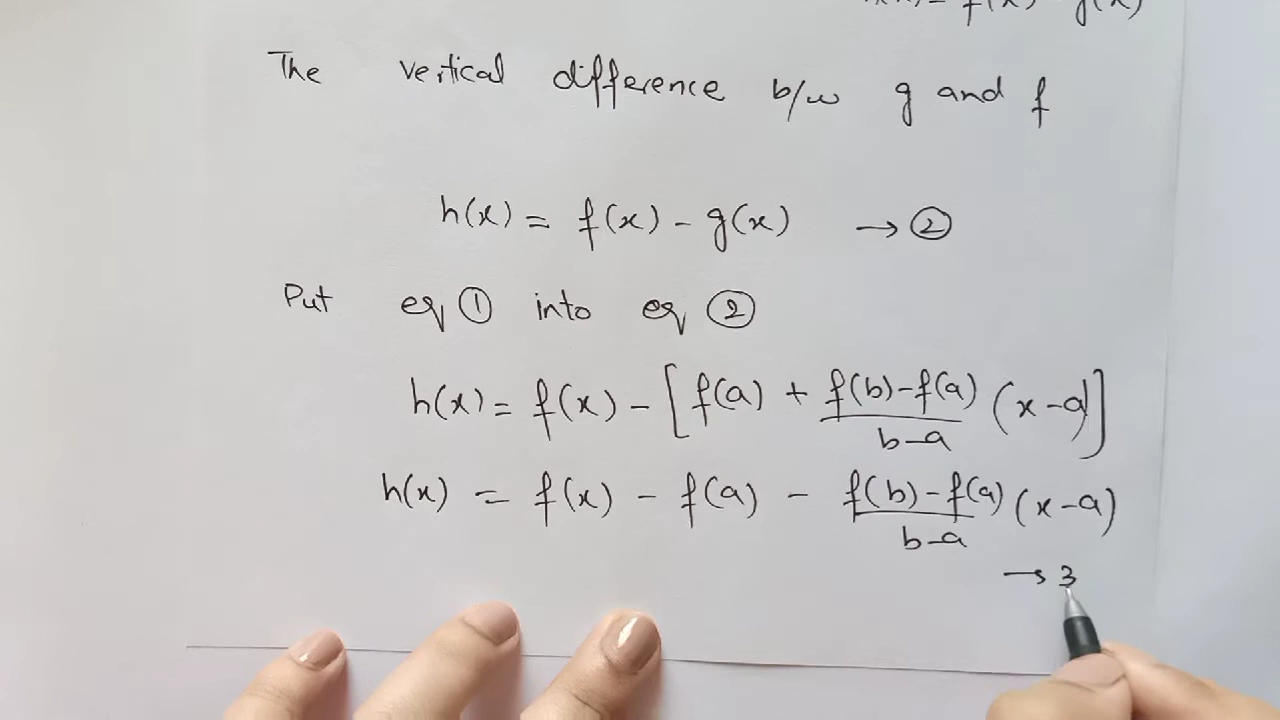 h(x) = f(x) - g(x)
The vertical difference b/w g and f
h(x) = f(x) - g(x) → ②
Put eq ① into eq ②
h(x) = f(x) - [f(a) + f(b)-f(a)/b-a (x-a)]
h(x) = f(x) - f(a) - f(b)-f(a)/b-a (x-a)
→ 3